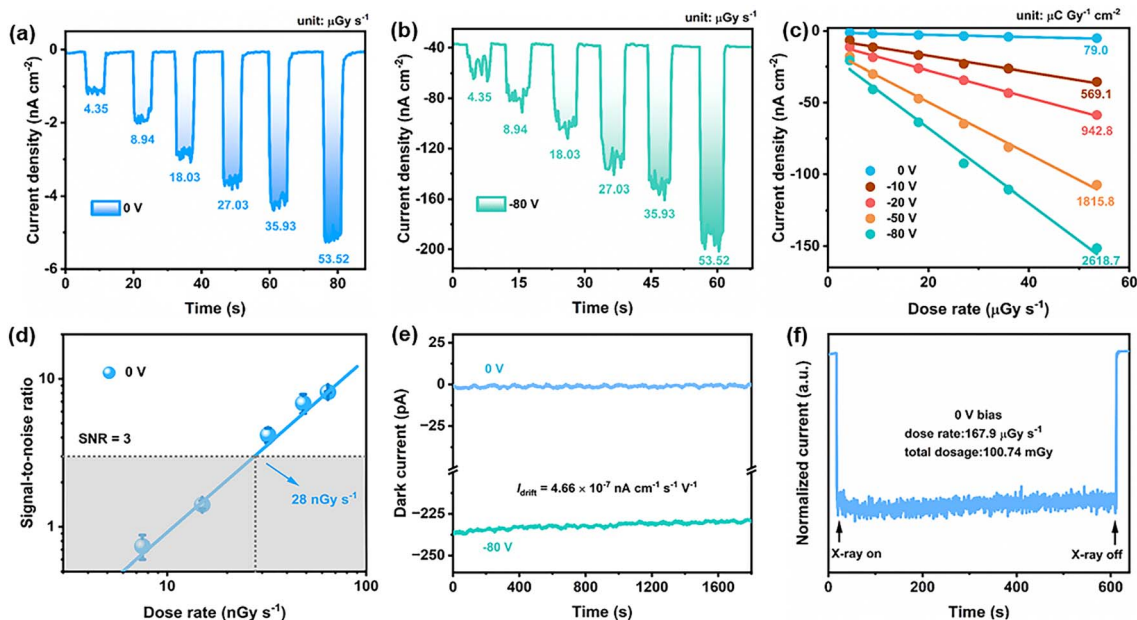 (a)
unit: μGy s⁻¹
0
-2
-4
-6
Current density (nA cm⁻²)
4.35
8.94
18.03
27.03
35.93
53.52
0 V
0 20 40 60 80
Time (s)
(b)
unit: μGy s⁻¹
-40
-80
-120
-160
-200
Current density (nA cm⁻²)
4.35
8.94
18.03
27.03
35.93
53.52
-80 V
0 15 30 45 60
Time (s)
(c)
unit: μC Gy⁻¹ cm⁻²
0
-50
-100
-150
Current density (nA cm⁻²)
79.0
569.1
942.8
1815.8
2618.7
0 V
-10 V
-20 V
-50 V
-80 V
0 20 40 60
Dose rate (μGy s⁻¹)
(d)
10
1
Signal-to-noise ratio
0 V
SNR = 3
28 nGy s⁻¹
10 100
Dose rate (nGy s⁻¹)
(e)
25
0
−25
−225
−250
Dark current (pA)
0 V
I_drift = 4.66 × 10⁻⁷ nA cm⁻¹ s⁻¹ V⁻¹
-80 V
0 400 800 1200 1600
Time (s)
(f)
Normalized current (a.u.)
0 V bias
dose rate:167.9 μGy s⁻¹
total dosage:100.74 mGy
X-ray on
X-ray off
0 200 400 600
Time (s)